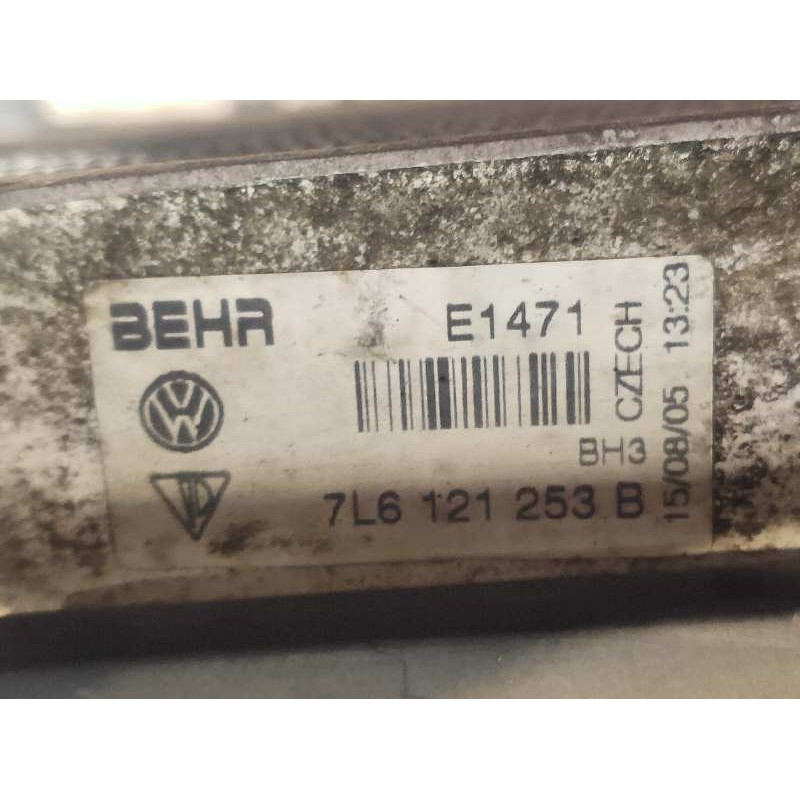 BEHR
E1471
BH3
7L6 121 253 B
CZECH
15/08/05 13:23